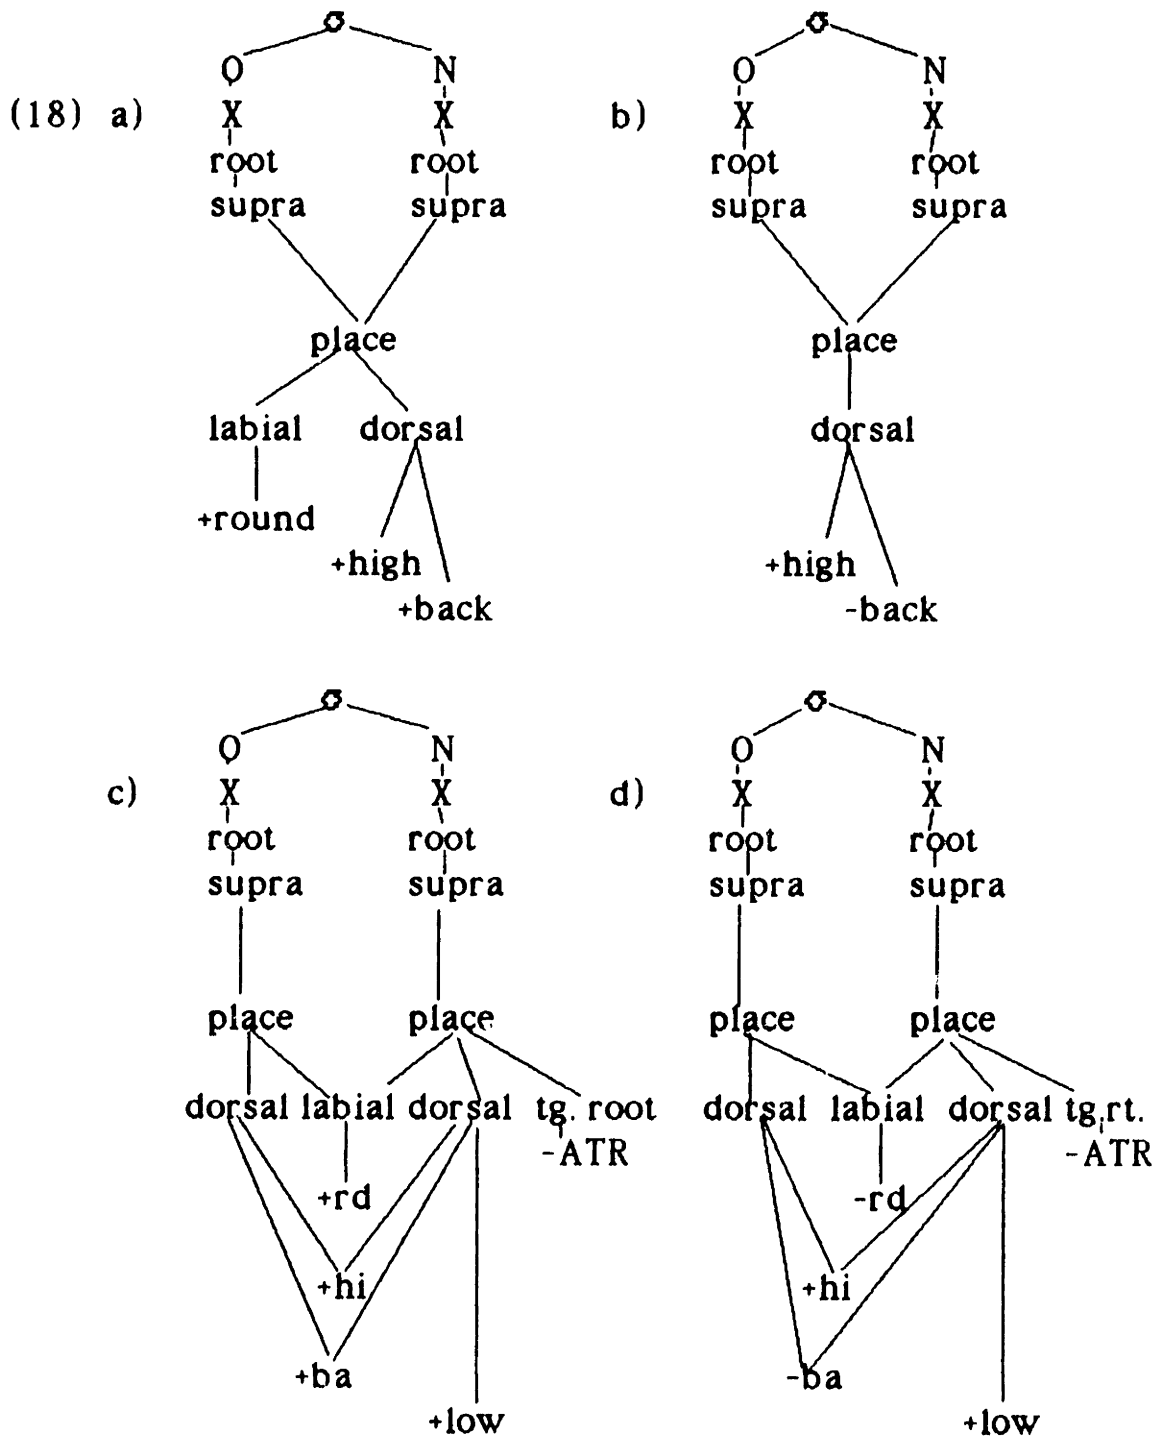 σ σ
O N O N
(18) a) X X b) X X
root root root root
supra supra supra supra
place place
labial dorsal dorsal
+round
+high +high
+back -back
σ σ
O N O N
c) X X d) X X
root root root root
supra supra supra supra
place place place place
dorsal labial dorsal tg. root dorsal labial dorsal tg.rt.
-ATR -ATR
+rd -rd
+hi +hi
+ba -ba
+low +low